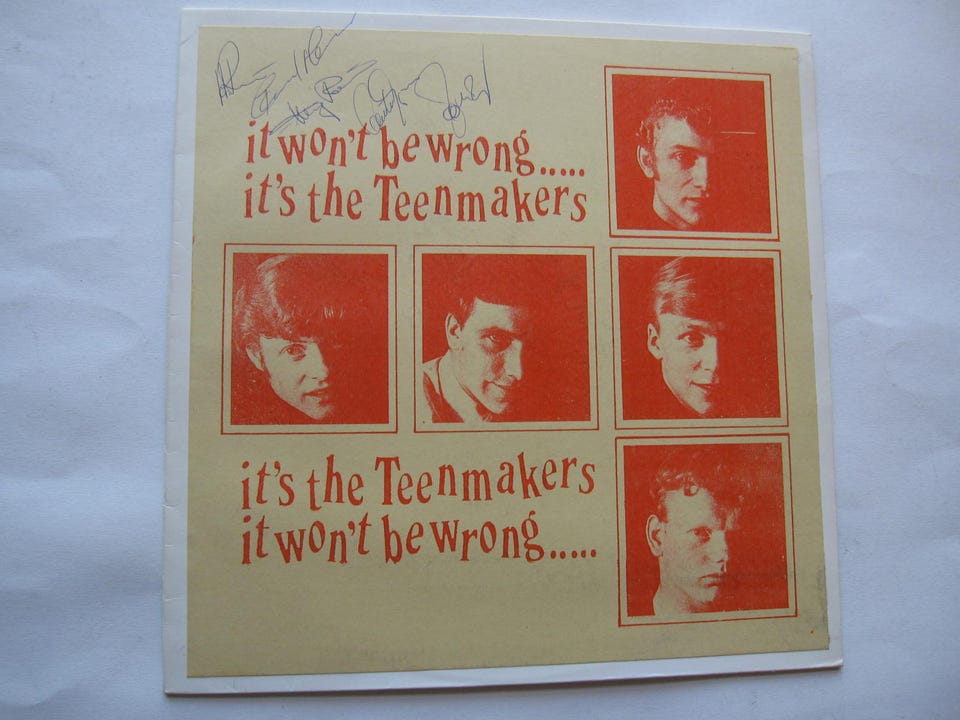 it won't be wrong.....
it's the Teenmakers
it's the Teenmakers
it won't be wrong.....